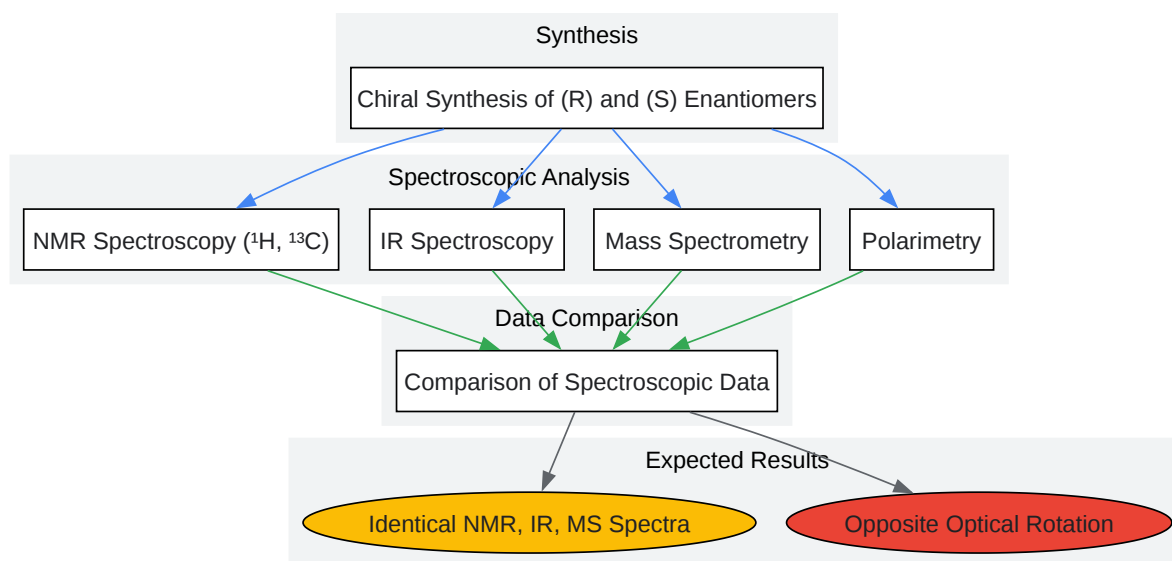 Synthesis
Chiral Synthesis of (R) and (S) Enantiomers
Spectroscopic Analysis
NMR Spectroscopy (¹H, ¹³C)
IR Spectroscopy
Mass Spectrometry
Polarimetry
Data Comparison
Comparison of Spectroscopic Data
Expected Results
Identical NMR, IR, MS Spectra
Opposite Optical Rotation